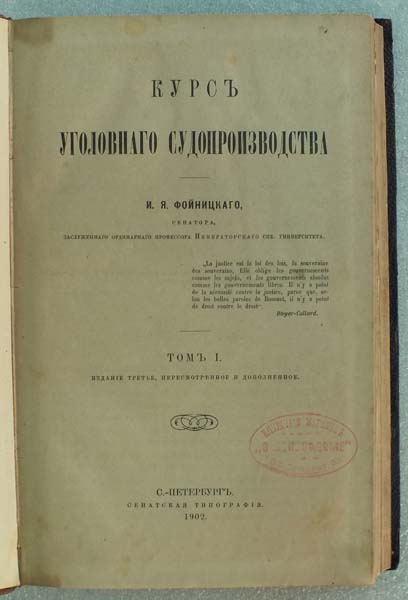 КУРСЪ
УГОЛОВНАГО СУДОПРОИЗВОДСТВА
И. Я. ФОЙНИЦКАГО,
СЕНАТОРА,
ЗАСЛУЖЕННАГО ОРДИНАРНАГО ПРОФЕССОРА ИМПЕРАТОРСКАГО СПБ. УНИВЕРСИТЕТА.
„La justice est la loi des lois, la souveraine
des souverains, Elle oblige les gouvernements
comme les sujets, et les gouvernements absolus
comme les gouvernements libres. Il n'y a point
de la nécessité contre la justice, parce que, se-
lon les belles paroles de Bossuet, il n'y a point
de droit contre le droit“.
Royer-Collard.
ТОМЪ I.
ИЗДАНІЕ ТРЕТЬЕ, ПЕРЕСМОТРѢННОЕ И ДОПОЛНЕННОЕ.
С.-ПЕТЕРБУРГЪ.
СЕНАТСКАЯ ТИПОГРАФІЯ.
1902.